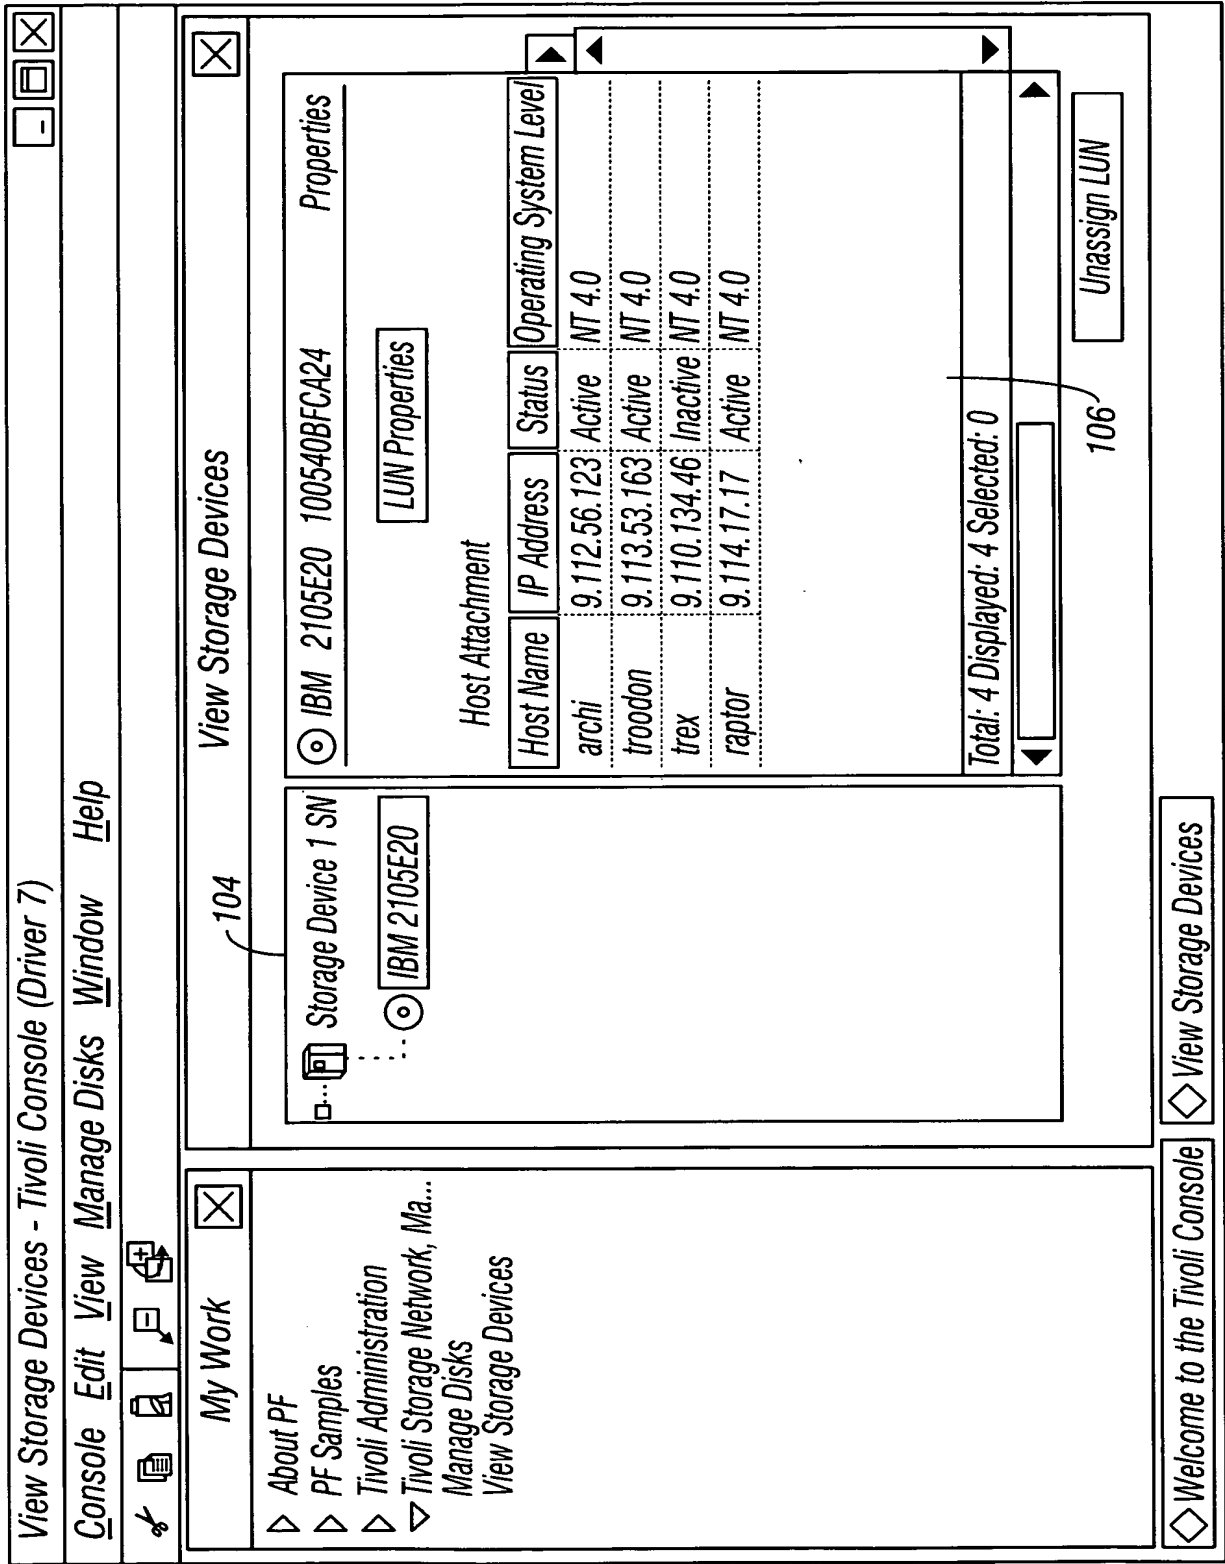 View Storage Devices - Tivoli Console (Driver 7)
Console Edit View Manage Disks Window Help
My Work
About PF
PF Samples
Tivoli Administration
Tivoli Storage Network, Ma...
Manage Disks
View Storage Devices
View Storage Devices
104
Storage Device 1 SN
IBM 2105E20
IBM 2105E20 100540BFCA24 Properties
LUN Properties
Host Attachment
Host Name IP Address Status Operating System Level
archi 9.112.56.123 Active NT 4.0
troodon 9.113.53.163 Active NT 4.0
trex 9.110.134.46 Inactive NT 4.0
raptor 9.114.17.17 Active NT 4.0
Total: 4 Displayed: 4 Selected: 0
106
Unassign LUN
Welcome to the Tivoli Console View Storage Devices